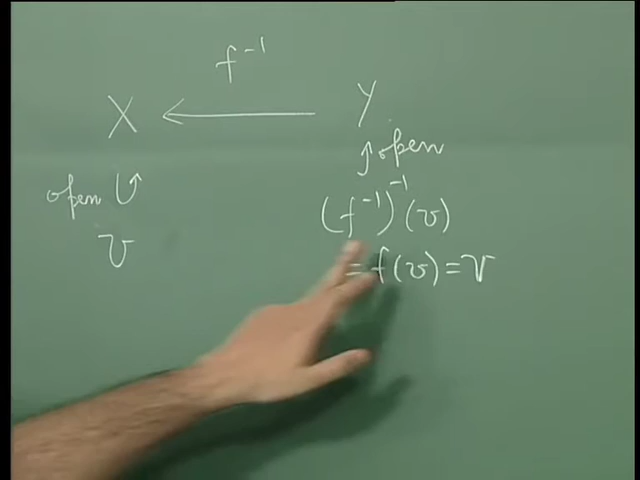 f⁻¹
X ← Y
open
open U
(f⁻¹)⁻¹(v)
v
= f(v) = V